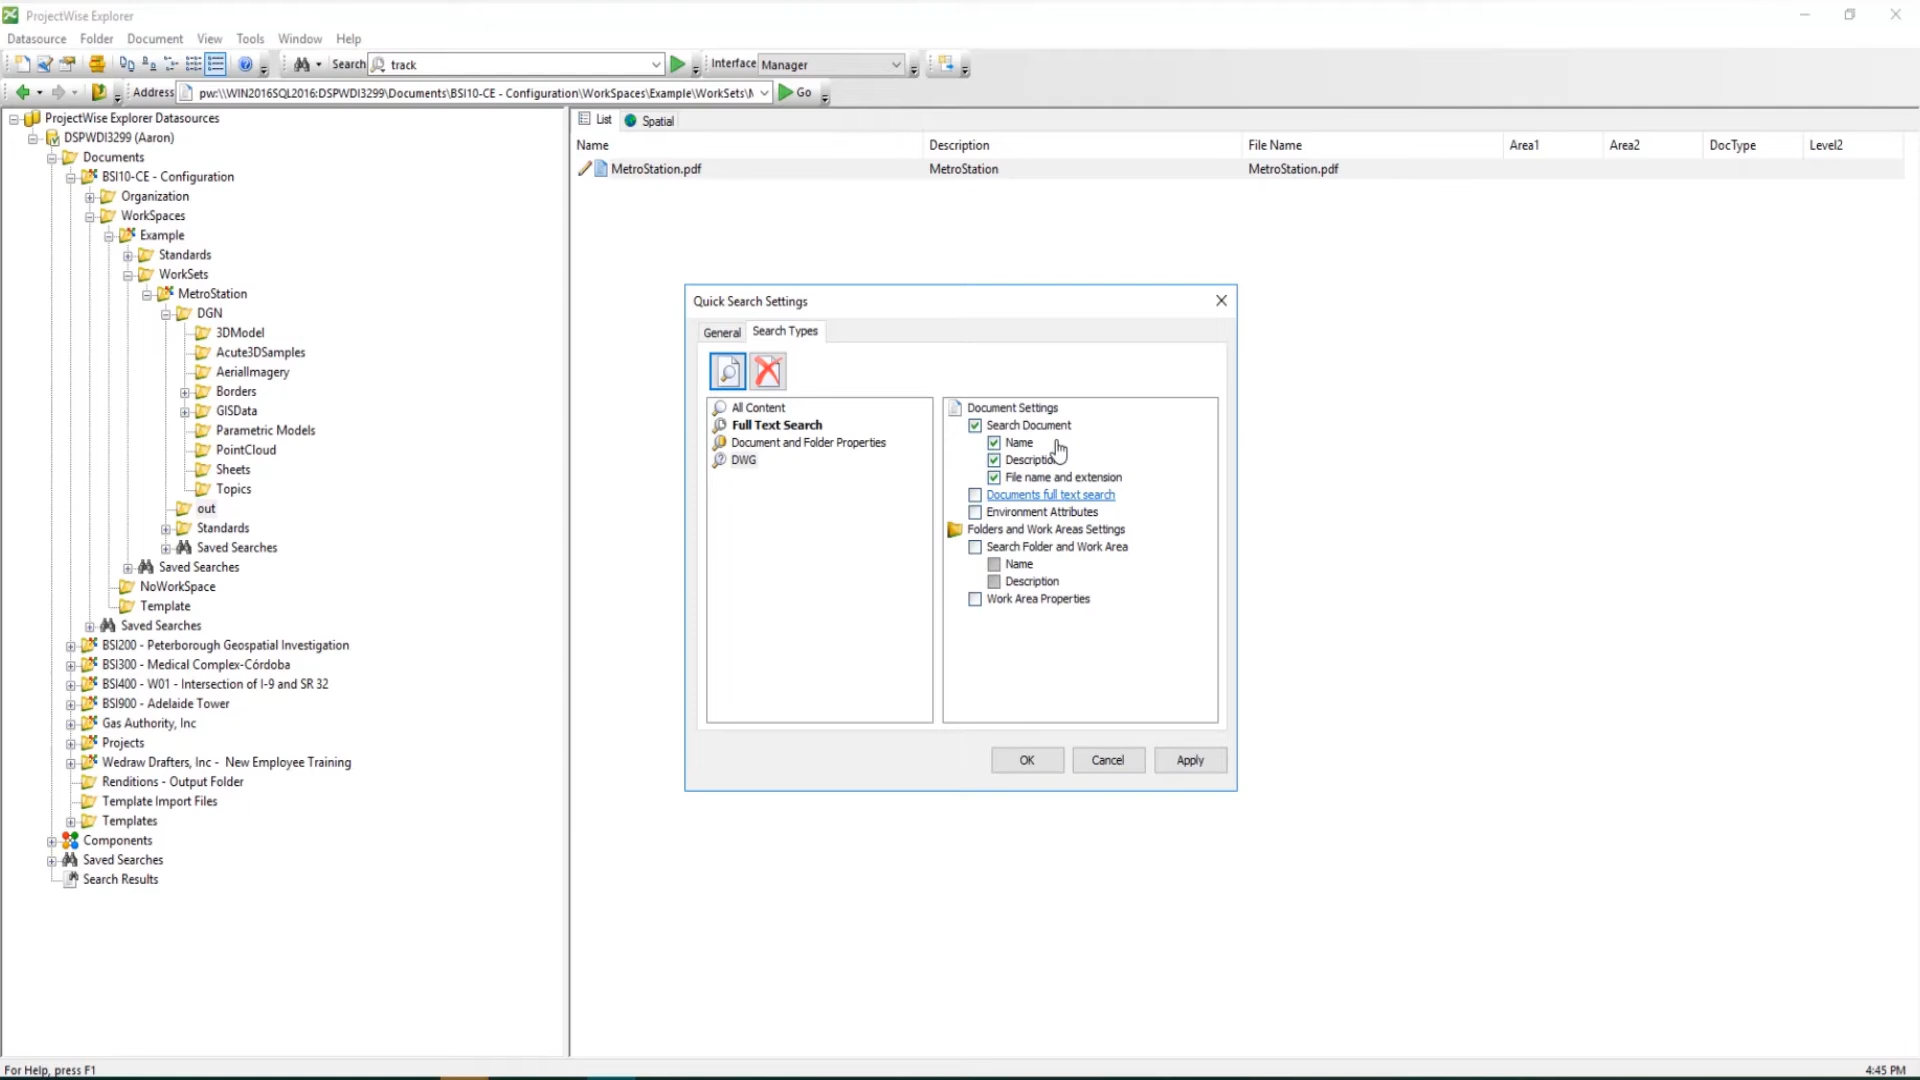 ProjectWise Explorer
Datasource Folder Document View Tools Window Help
Search track Interface Manager
Address pw:\\WIN2016SQL2016:DSPWDI3299\Documents\BSI10-CE - Configuration\WorkSpaces\Example\WorkSets\ Go
ProjectWise Explorer Datasources
DSPWDI3299 (Aaron)
Documents
BSI10-CE - Configuration
Organization
WorkSpaces
Example
Standards
WorkSets
MetroStation
DGN
3DModel
Acute3DSamples
AerialImagery
Borders
GISData
Parametric Models
PointCloud
Sheets
Topics
out
Standards
Saved Searches
Saved Searches
NoWorkSpace
Template
Saved Searches
BSI200 - Peterborough Geospatial Investigation
BSI300 - Medical Complex-Córdoba
BSI400 - W01 - Intersection of I-9 and SR 32
BSI900 - Adelaide Tower
Gas Authority, Inc
Projects
Wedraw Drafters, Inc - New Employee Training
Renditions - Output Folder
Template Import Files
Templates
Components
Saved Searches
Search Results
List Spatial
Name Description File Name Area1 Area2 DocType Level2
MetroStation.pdf MetroStation MetroStation.pdf
Quick Search Settings
General Search Types
All Content
Full Text Search
Document and Folder Properties
DWG
Document Settings
Search Document
Name
Description
File name and extension
Documents full text search
Environment Attributes
Folders and Work Areas Settings
Search Folder and Work Area
Name
Description
Work Area Properties
OK Cancel Apply
For Help, press F1 4:45 PM